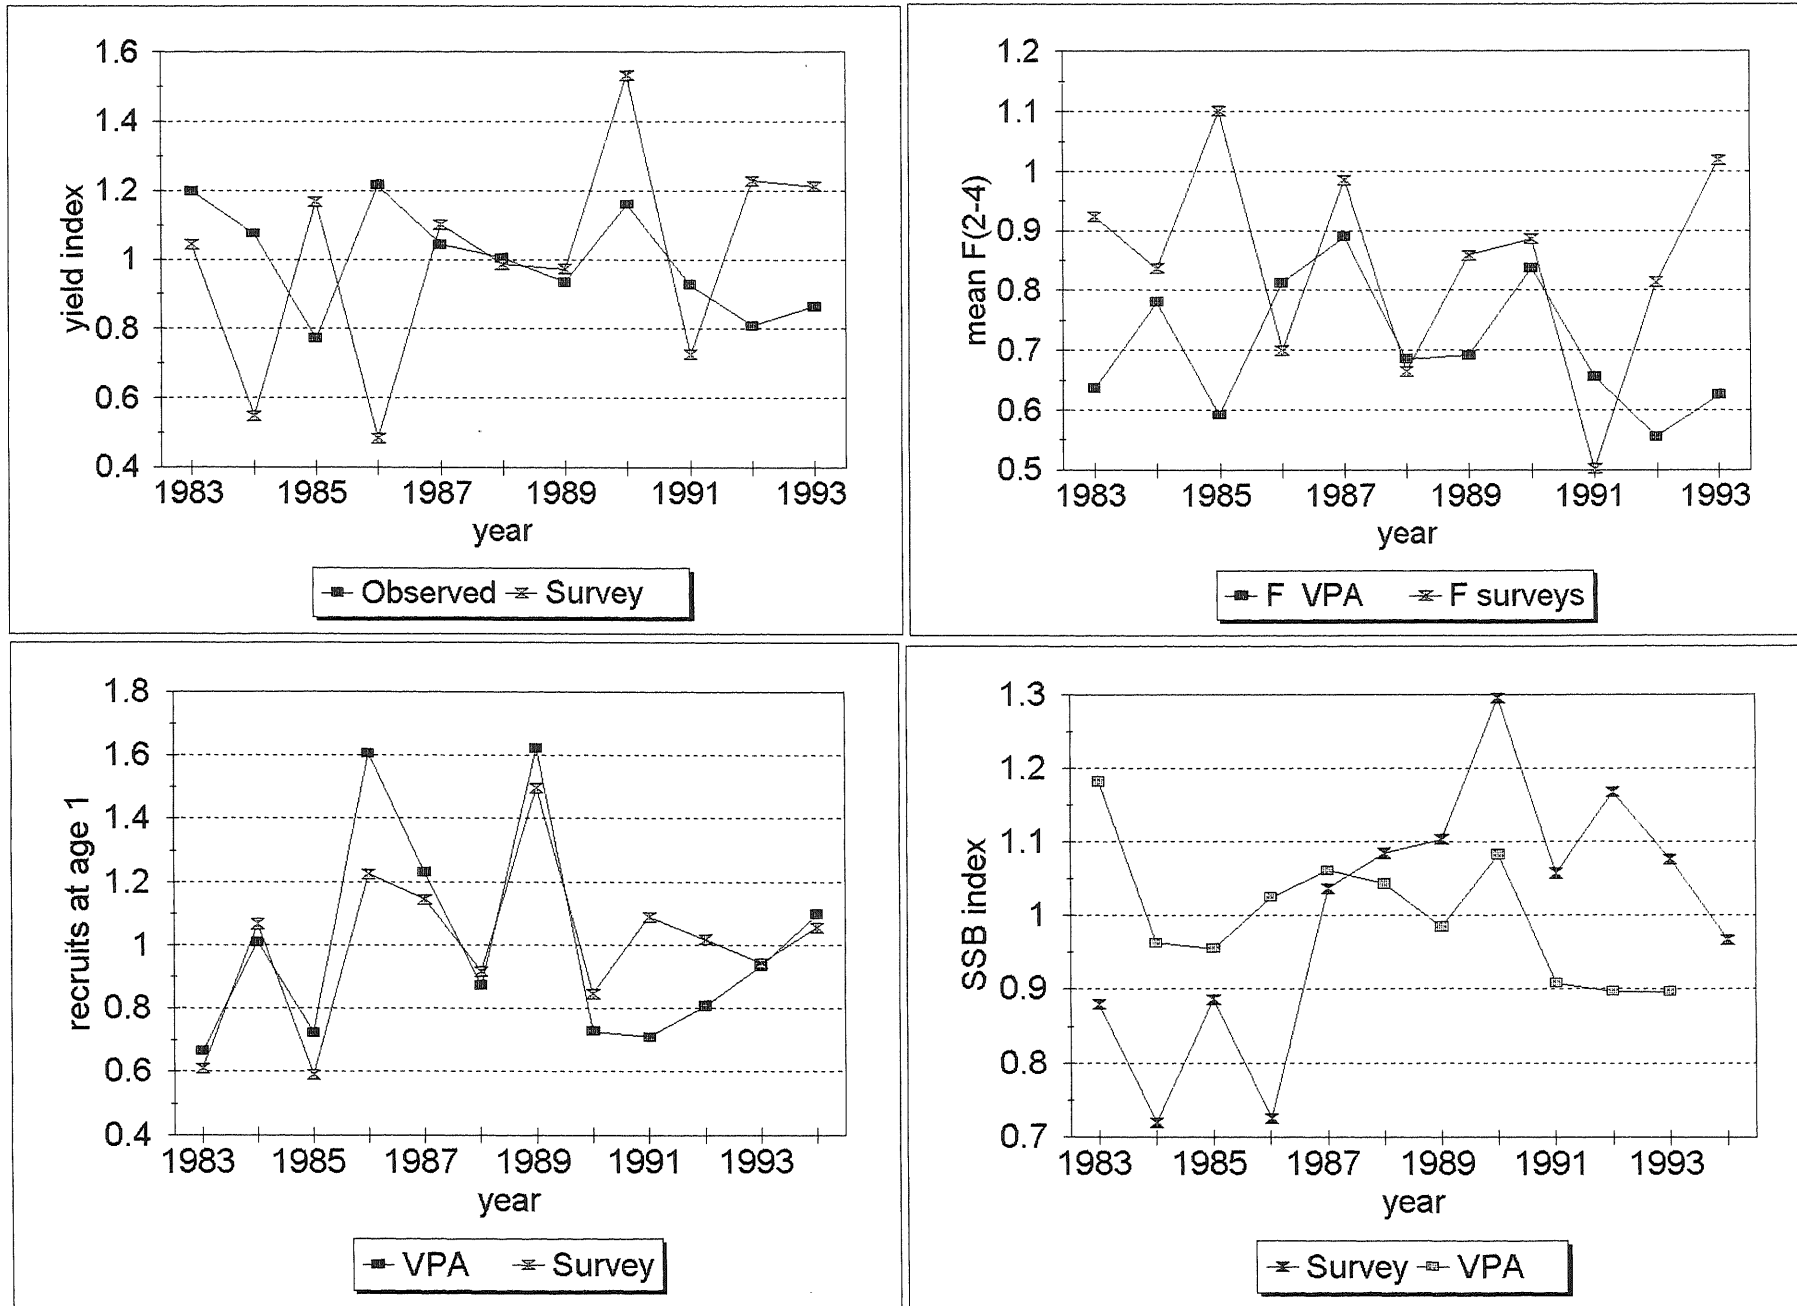 1.6
1.4
1.2
1
0.8
0.6
0.4
yield index
1983 1985 1987 1989 1991 1993
year
Observed Survey
1.2
1.1
1
0.9
0.8
0.7
0.6
0.5
mean F(2-4)
1983 1985 1987 1989 1991 1993
year
F VPA F surveys
1.8
1.6
1.4
1.2
1
0.8
0.6
0.4
recruits at age 1
1983 1985 1987 1989 1991 1993
year
VPA Survey
1.3
1.2
1.1
1
0.9
0.8
0.7
SSB index
1983 1985 1987 1989 1991 1993
year
Survey VPA